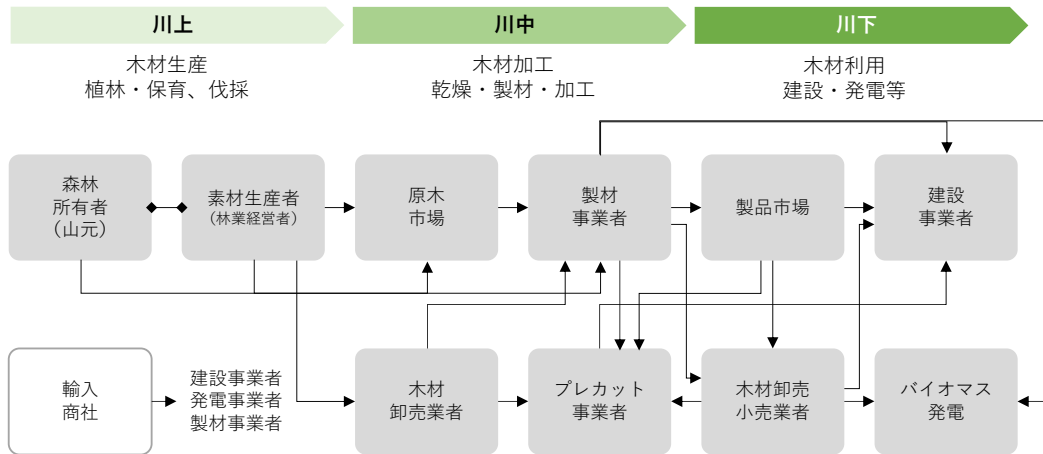 川上
川中
川下
木材生産
植林・保育、伐採
木材加工
乾燥・製材・加工
木材利用
建設・発電等
森林
所有者
（山元）
素材生産者
（林業経営者）
原木
市場
製材
事業者
製品市場
建設
事業者
輸入
商社
建設事業者
発電事業者
製材事業者
木材
卸売業者
プレカット
事業者
木材卸売
小売業者
バイオマス
発電